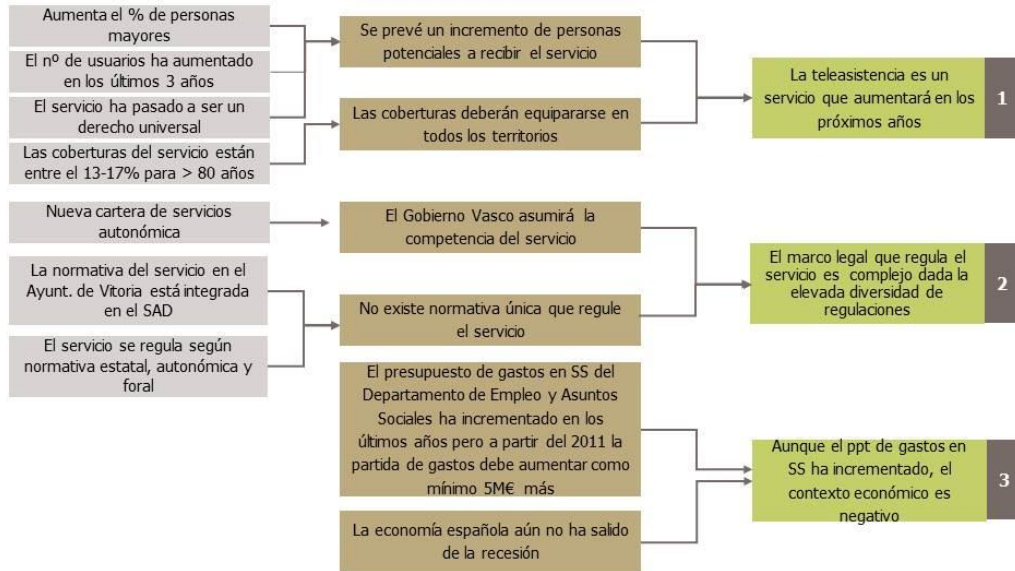 Aumenta el % de personas
mayores
El nº de usuarios ha aumentado
en los últimos 3 años
El servicio ha pasado a ser un
derecho universal
Las coberturas del servicio están
entre el 13-17% para > 80 años
Se prevé un incremento de personas
potenciales a recibir el servicio
Las coberturas deberán equipararse en
todos los territorios
La teleasistencia es un
servicio que aumentará en los
próximos años
1
Nueva cartera de servicios
autonómica
La normativa del servicio en el
Ayunt. de Vitoria está integrada
en el SAD
El servicio se regula según
normativa estatal, autonómica y
foral
El Gobierno Vasco asumirá la
competencia del servicio
No existe normativa única que regule
el servicio
El marco legal que regula el
servicio es complejo dada la
elevada diversidad de
regulaciones
2
El presupuesto de gastos en SS del
Departamento de Empleo y Asuntos
Sociales ha incrementado en los
últimos años pero a partir del 2011 la
partida de gastos debe aumentar como
mínimo 5M€ más
La economía española aún no ha salido
de la recesión
Aunque el ppt de gastos en
SS ha incrementado, el
contexto económico es
negativo
3